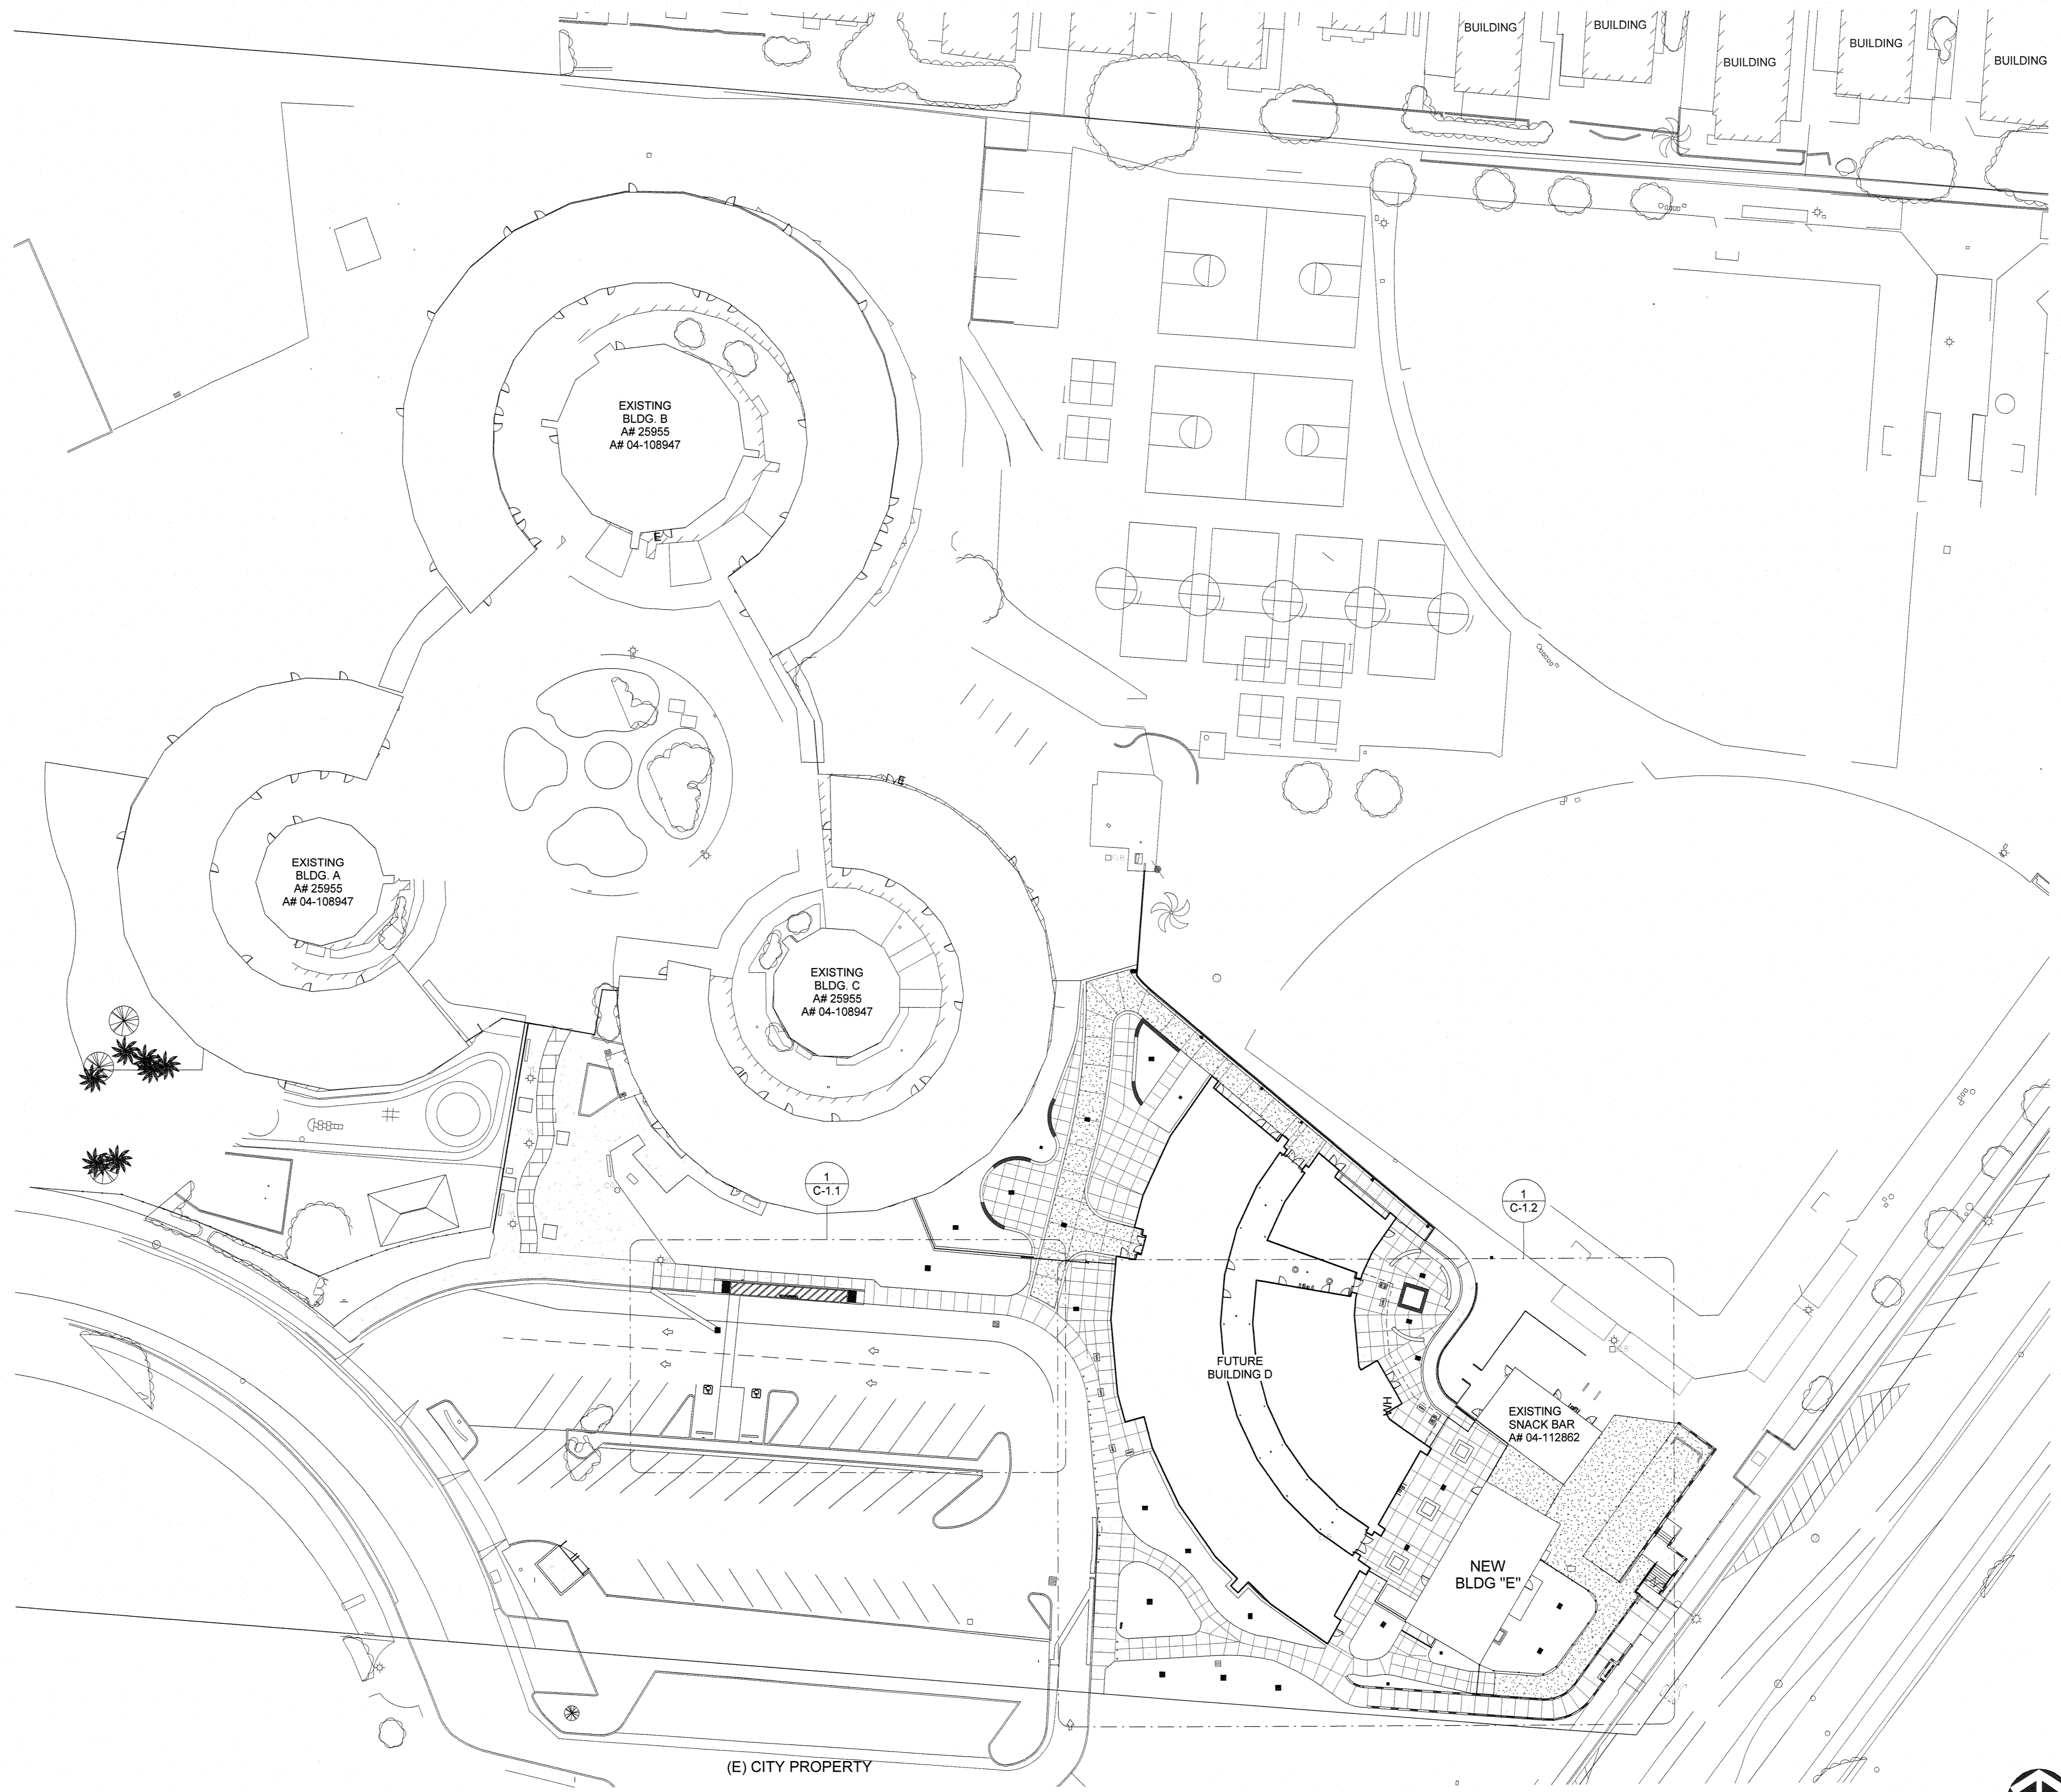 BUILDING
BUILDING
BUILDING
BUILDING
BUILDING
EXISTING
BLDG. B
A# 25955
A# 04-108947
E
E
EXISTING
BLDG. A
A# 25955
A# 04-108947
EXISTING
BLDG. C
A# 25955
A# 04-108947
1
C-1.1
1
C-1.2
FUTURE
BUILDING D
WH
EXISTING
SNACK BAR
A# 04-112862
NEW
BLDG "E"
(E) CITY PROPERTY